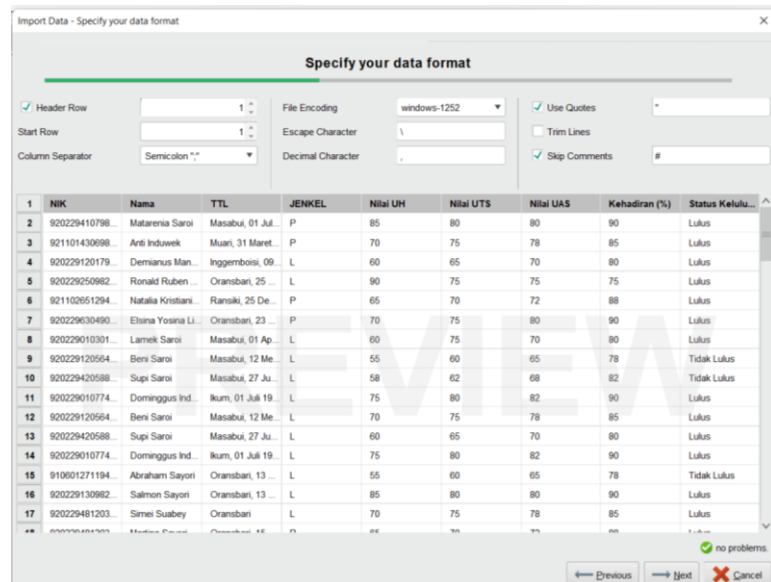 Import Data - Specify your data format
Specify your data format
Header Row 1 File Encoding windows-1252 Use Quotes "
Start Row 1 Escape Character \ Trim Lines
Column Separator Semicolon ";" Decimal Character . Skip Comments #
1 NIK Nama TTL JENKEL Nilai UH Nilai UTS Nilai UAS Kehadiran (%) Status Kelulu...
2 920229410798... Matarenia Saroi Masabui, 01 Jul... P 85 80 80 90 Lulus
3 921101430698... Anti Induwek Muari, 31 Maret... P 70 75 78 85 Lulus
4 920229120179... Demianus Man... Inggemboisi, 09... L 60 65 70 80 Lulus
5 920229250982... Ronald Ruben ... Oransbari, 25 ... L 90 75 75 75 Lulus
6 921102651294... Natalia Kristiani... Ransiki, 25 De... P 65 70 72 88 Lulus
7 920229630490... Elsina Yosina Li... Oransbari, 23 ... P 70 75 80 90 Lulus
8 920229010301... Lamek Saroi Masabui, 01 Ap... L 60 75 70 80 Lulus
9 920229120564... Beni Saroi Masabui, 12 Me... L 55 60 65 78 Tidak Lulus
10 920229420588... Supi Saroi Masabui, 27 Ju... L 58 62 68 82 Tidak Lulus
11 920229010774... Dominggus Ind... Ikum, 01 Juli 19... L 75 80 82 90 Lulus
12 920229120564... Beni Saroi Masabui, 12 Me... L 70 75 78 85 Lulus
13 920229420588... Supi Saroi Masabui, 27 Ju... L 60 65 70 80 Lulus
14 920229010774... Dominggus Ind... Ikum, 01 Juli 19... L 75 80 82 90 Lulus
15 910601271194... Abraham Sayori Oransbari, 13 ... L 55 60 65 78 Tidak Lulus
16 920229130982... Salmon Sayori Oransbari, 13 ... L 85 80 80 90 Lulus
17 920229481203... Simei Suabey Oransbari L 70 75 78 85 Lulus
PREVIEW
no problems.
Previous Next Cancel